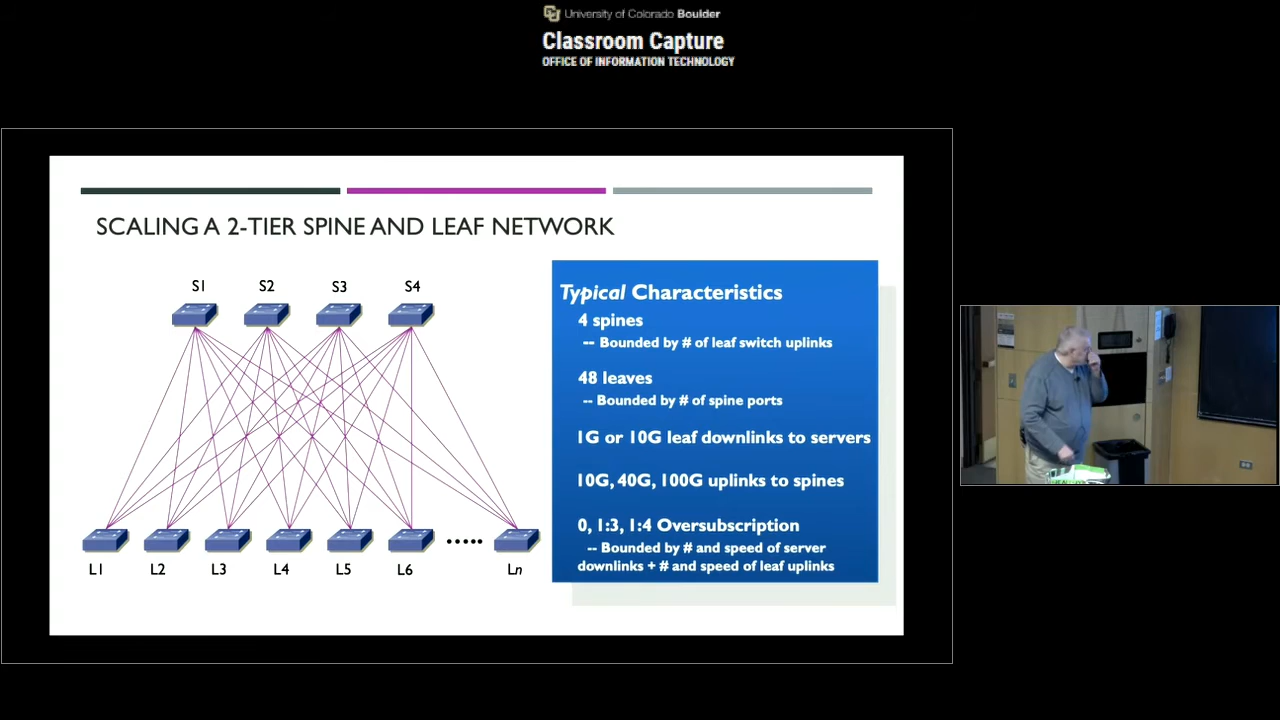 University of Colorado Boulder
Classroom Capture
OFFICE OF INFORMATION TECHNOLOGY
SCALING A 2-TIER SPINE AND LEAF NETWORK
S1 S2 S3 S4
L1 L2 L3 L4 L5 L6 Ln
Typical Characteristics
4 spines
-- Bounded by # of leaf switch uplinks
48 leaves
-- Bounded by # of spine ports
1G or 10G leaf downlinks to servers
10G, 40G, 100G uplinks to spines
0, 1:3, 1:4 Oversubscription
-- Bounded by # and speed of server
downlinks + # and speed of leaf uplinks